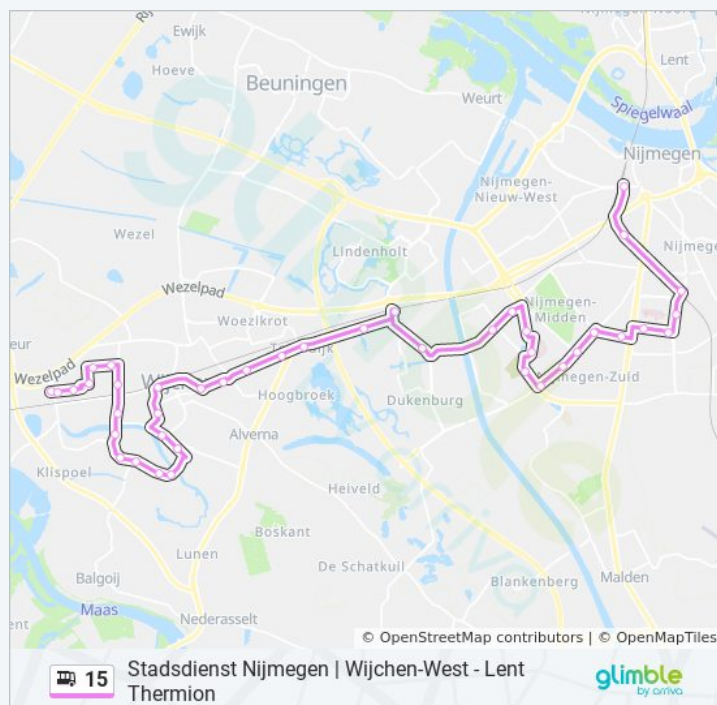 Ewijk
Nijmegen-Noord
Hoeve
Lent
Beuningen
Weurt
Spiegelwaal
Nijmegen
Nijmegen-
Nieuw-West
Wezel
Lindenholt
Wezelpad
Woezikrot
Nijmegen-
Midden
Wezelpad
Hoogbroek
Dukenburg
Alverna
Klispoel
Heiveld
Boskant
Lunen
De Schatkuil
Malden
Balgoij
Blankenberg
Maas
Nederasselt
© OpenStreetMap contributors | © OpenMapTiles
15
Stadsdienst Nijmegen | Wijchen-West - Lent
Thermion
glimble
by arriva